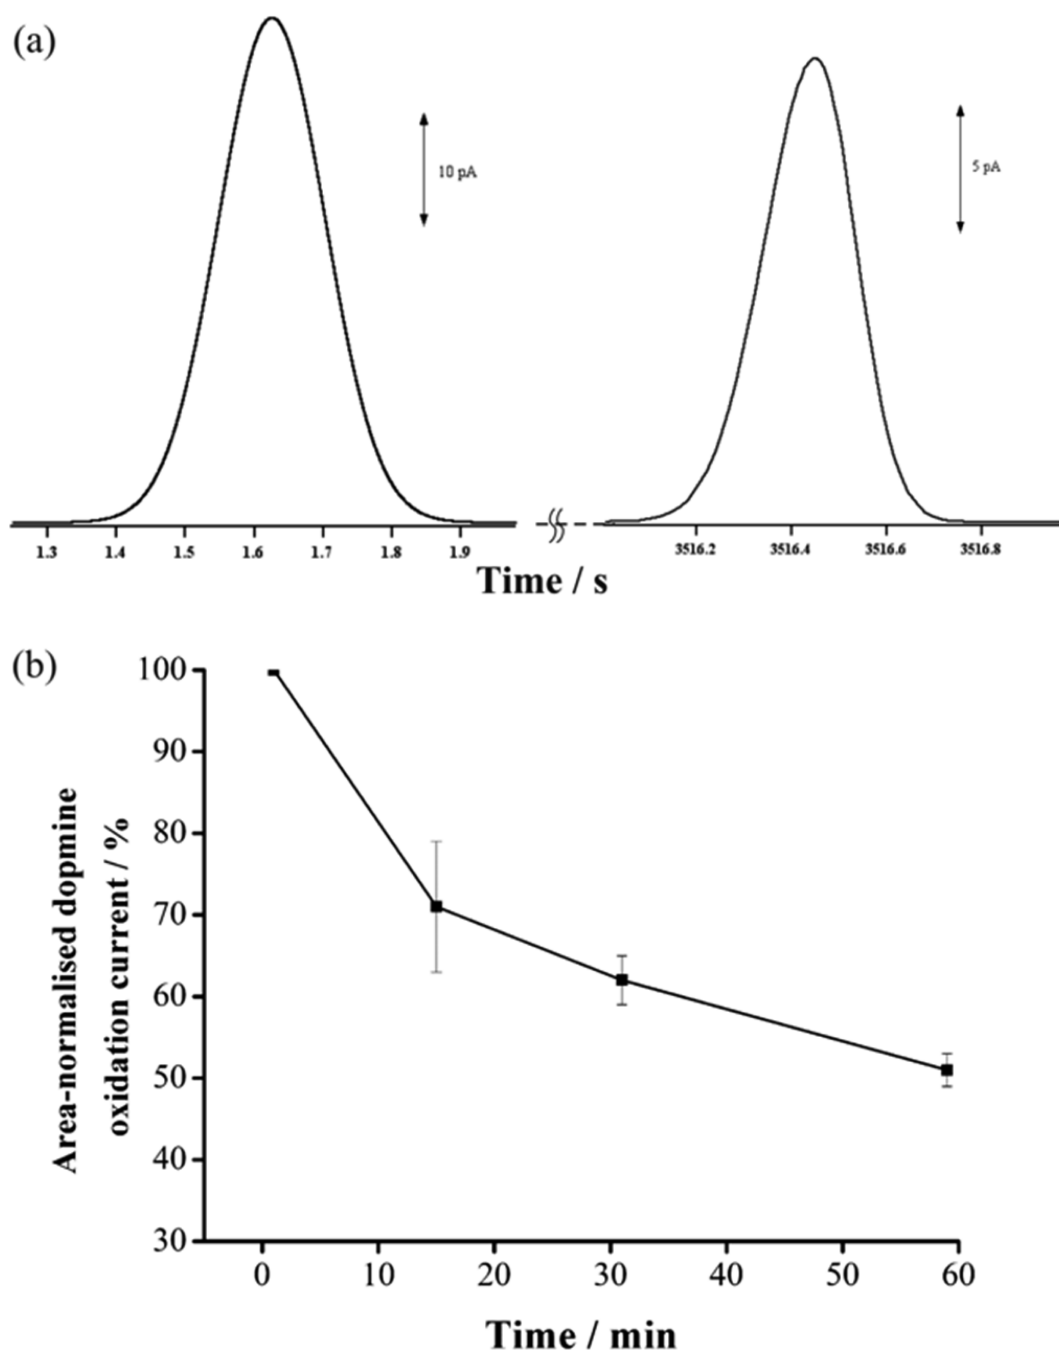 (a)
10 pA
5 pA
1.3 1.4 1.5 1.6 1.7 1.8 1.9 3516.2 3516.4 3516.6 3516.8
Time / s
(b)
100
90
80
70
60
50
40
30
Area-normalised dopmine
oxidation current / %
0 10 20 30 40 50 60
Time / min